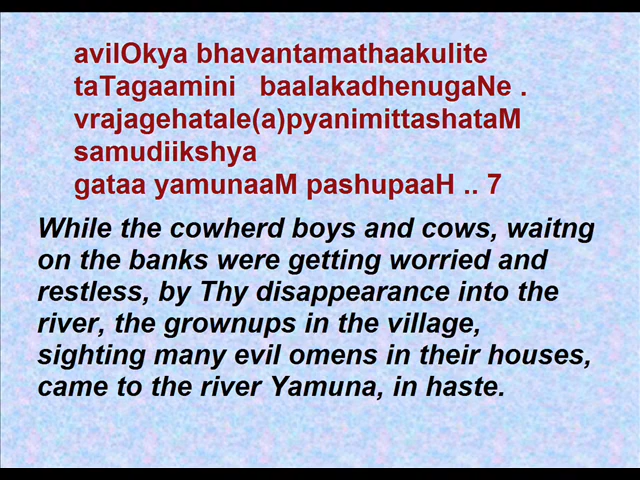 avilOkya bhavantamathaakulite
taTagaamini baalakadhenugaNe .
vrajagehatale(a)pyanimittashataM
samudiikshya
gataa yamunaaM pashupaaH .. 7
While the cowherd boys and cows, waitng
on the banks were getting worried and
restless, by Thy disappearance into the
river, the grownups in the village,
sighting many evil omens in their houses,
came to the river Yamuna, in haste.